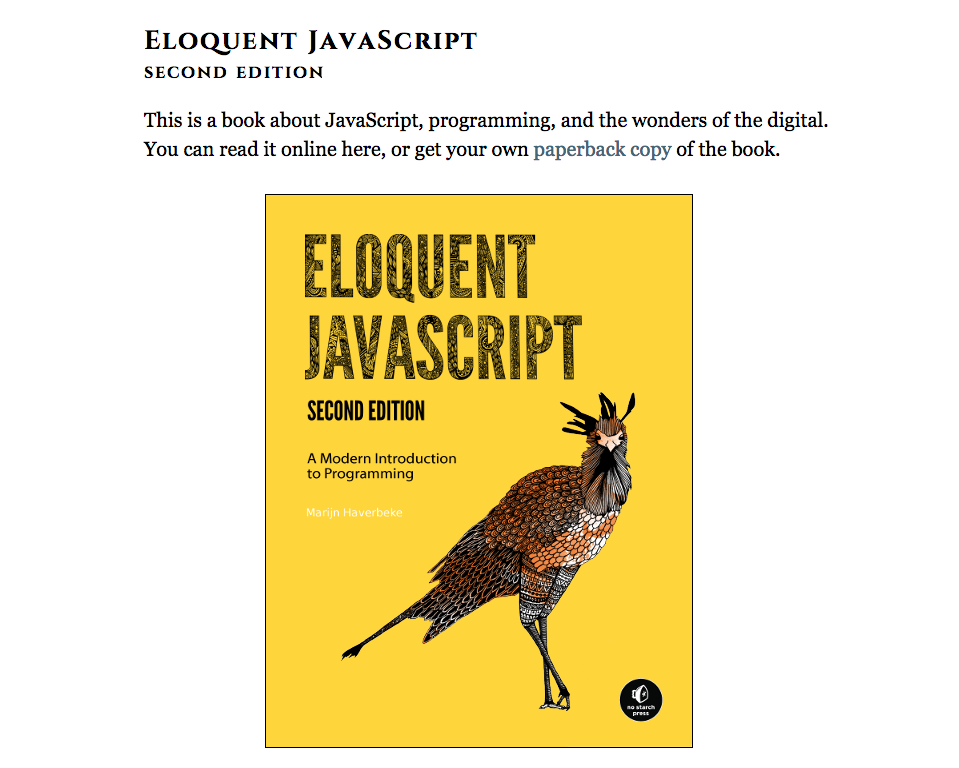 Eloquent JavaScript
second edition
This is a book about JavaScript, programming, and the wonders of the digital.
You can read it online here, or get your own paperback copy of the book.
ELOQUENT
JAVASCRIPT
SECOND EDITION
A Modern Introduction
to Programming
Marijn Haverbeke
no starch
press